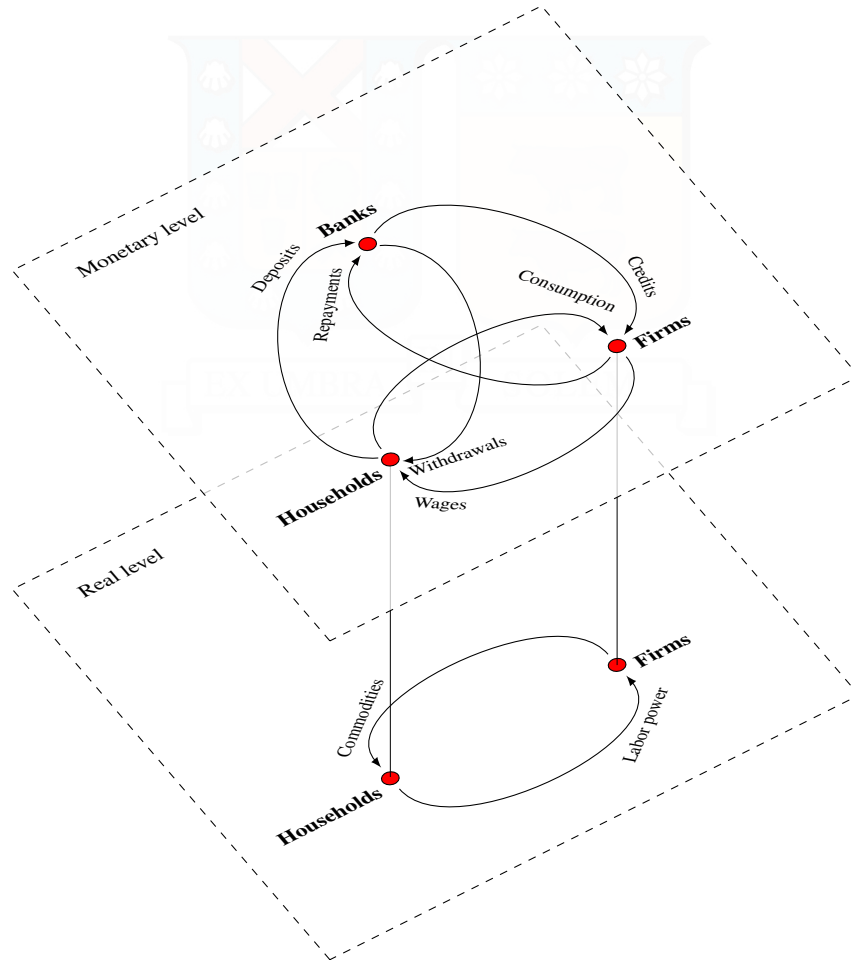 Monetary level
Banks
Deposits
Repayments
Credits
Consumption
Firms
Withdrawals
Households
Wages
Real level
Firms
Commodities
Labor power
Households